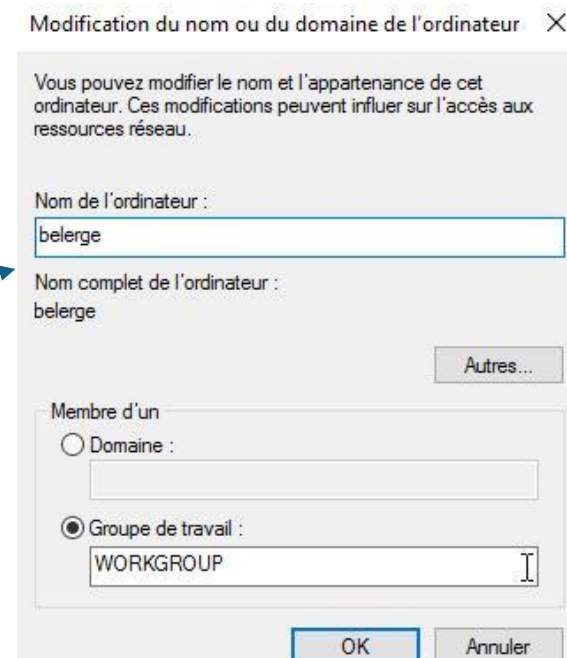 Modification du nom ou du domaine de l'ordinateur
Vous pouvez modifier le nom et l'appartenance de cet
ordinateur. Ces modifications peuvent influer sur l'accès aux
ressources réseau.
Nom de l'ordinateur :
belerge
Nom complet de l'ordinateur :
belerge
Autres...
Membre d'un
Domaine :
Groupe de travail :
WORKGROUP
OK Annuler